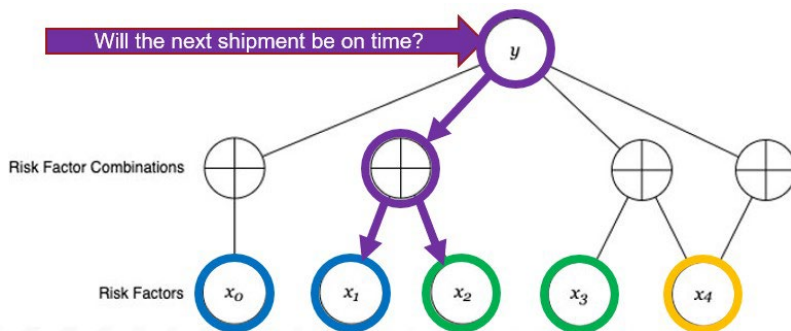 Will the next shipment be on time?
y
Risk Factor Combinations
Risk Factors
x0 x1 x2 x3 x4